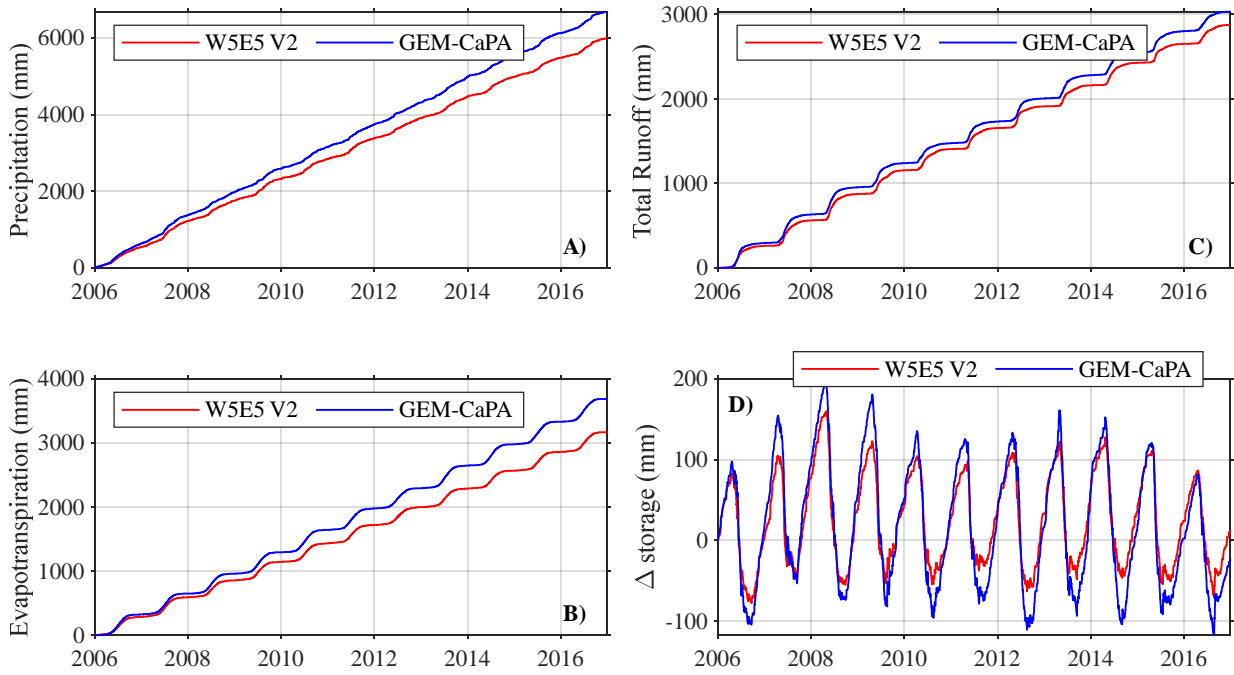 W5E5 V2 GEM-CaPA
Precipitation (mm)
6000
4000
2000
0
A)
2006 2008 2010 2012 2014 2016
W5E5 V2 GEM-CaPA
Total Runoff (mm)
3000
2000
1000
0
C)
2006 2008 2010 2012 2014 2016
W5E5 V2 GEM-CaPA
Evapotranspiration (mm)
4000
3000
2000
1000
0
B)
2006 2008 2010 2012 2014 2016
W5E5 V2 GEM-CaPA
D)
Δ storage (mm)
200
100
0
-100
2006 2008 2010 2012 2014 2016